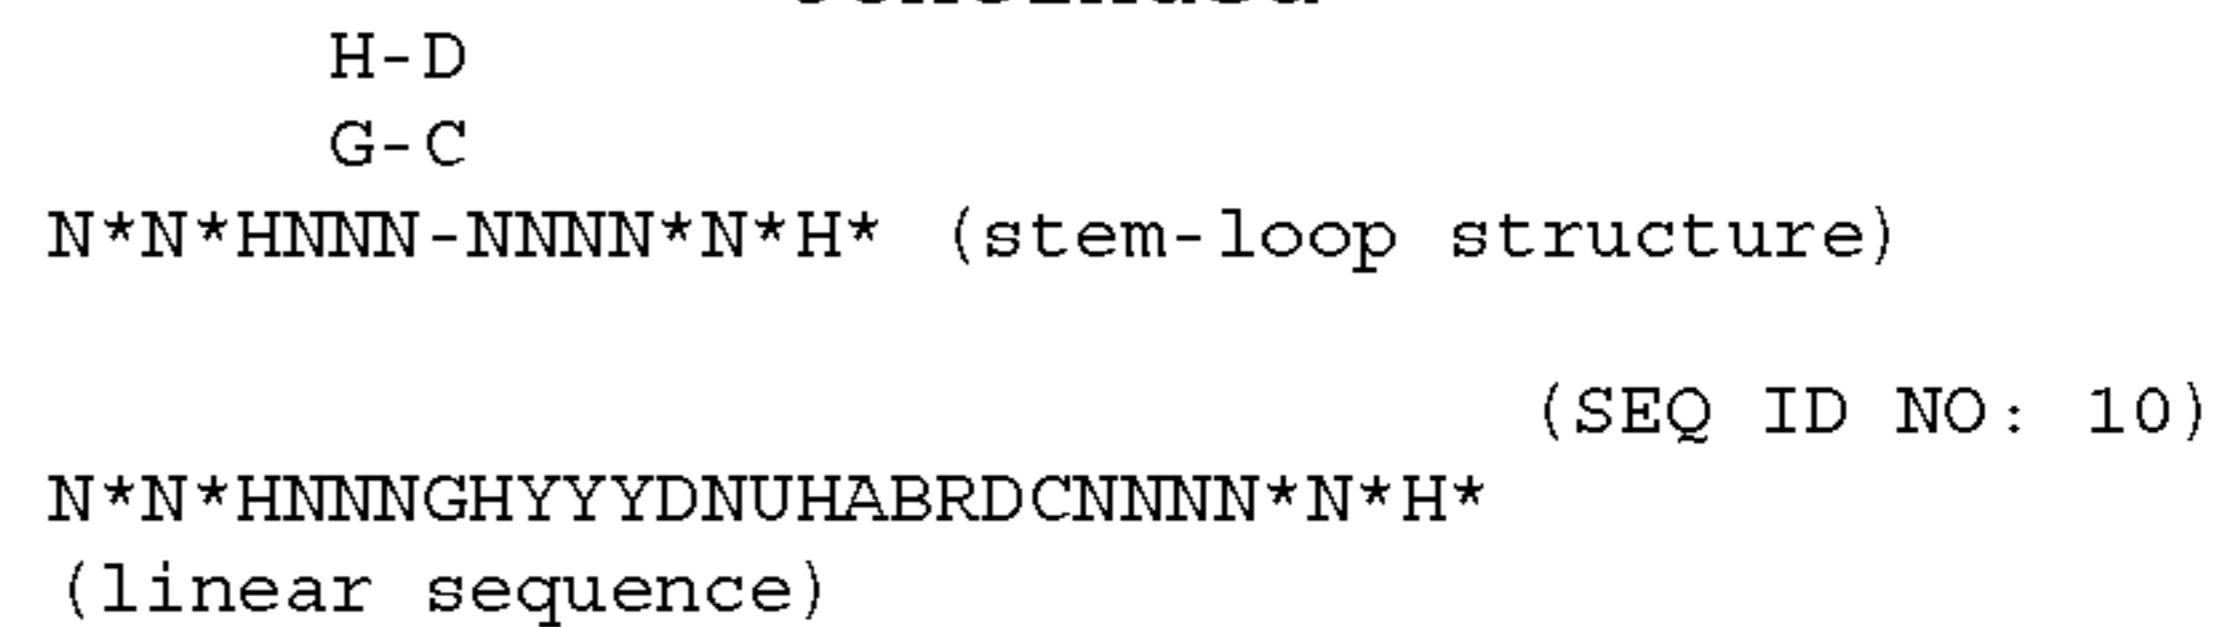 H-D
G-C
N*N*HNNN-NNNN*N*H* (stem-loop structure)
(SEQ ID NO: 10)
N*N*HNNNGHYYYDNUHABRDCNNNN*N*H*
(linear sequence)